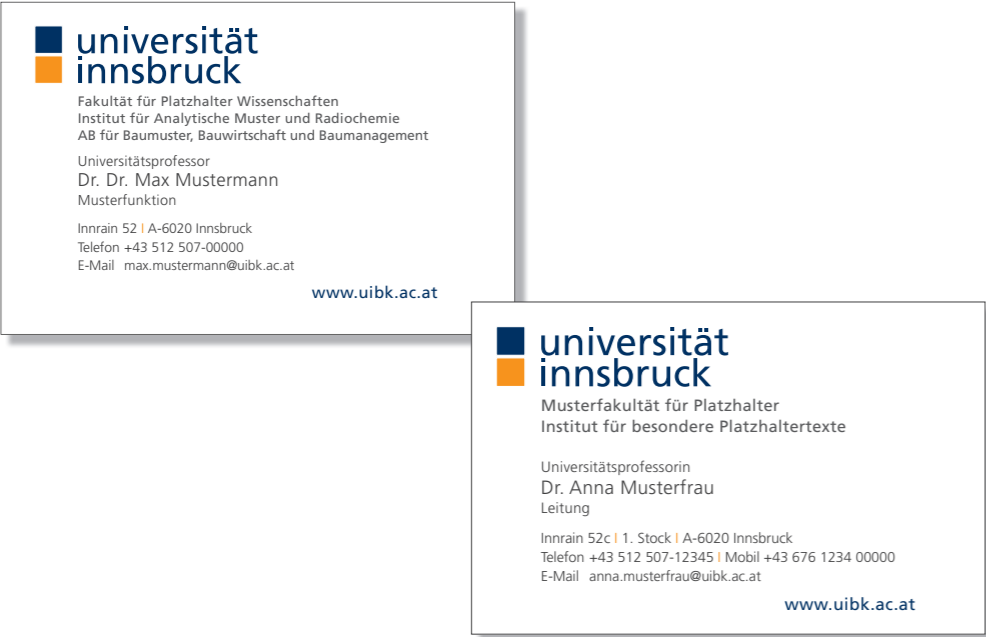 universität
innsbruck
Fakultät für Platzhalter Wissenschaften
Institut für Analytische Muster und Radiochemie
AB für Baumuster, Bauwirtschaft und Baumanagement
Universitätsprofessor
Dr. Dr. Max Mustermann
Musterfunktion
Innrain 52 | A-6020 Innsbruck
Telefon +43 512 507-00000
E-Mail max.mustermann@uibk.ac.at
www.uibk.ac.at
universität
innsbruck
Musterfakultät für Platzhalter
Institut für besondere Platzhaltertexte
Universitätsprofessorin
Dr. Anna Musterfrau
Leitung
Innrain 52c | 1. Stock | A-6020 Innsbruck
Telefon +43 512 507-12345 | Mobil +43 676 1234 00000
E-Mail anna.musterfrau@uibk.ac.at
www.uibk.ac.at